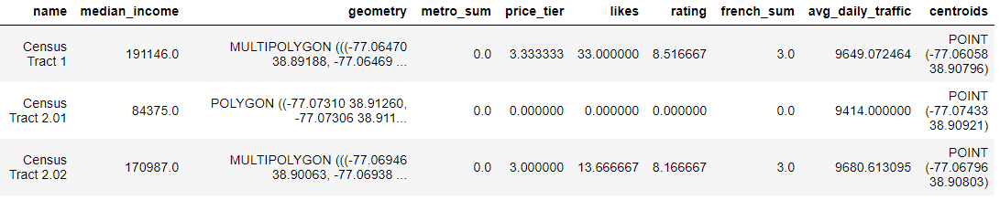 name median_income geometry metro_sum price_tier likes rating french_sum avg_daily_traffic centroids
Census Tract 1 191146.0 MULTIPOLYGON (((-77.06470 38.89188, -77.06469 ... 0.0 3.333333 33.000000 8.516667 3.0 9649.072464 POINT (-77.06058 38.90796)
Census Tract 2.01 84375.0 POLYGON ((-77.07310 38.91260, -77.07306 38.911... 0.0 0.000000 0.000000 0.000000 0.0 9414.000000 POINT (-77.07433 38.90921)
Census Tract 2.02 170987.0 MULTIPOLYGON (((-77.06946 38.90063, -77.06938 ... 0.0 3.000000 13.666667 8.166667 3.0 9680.613095 POINT (-77.06796 38.90803)